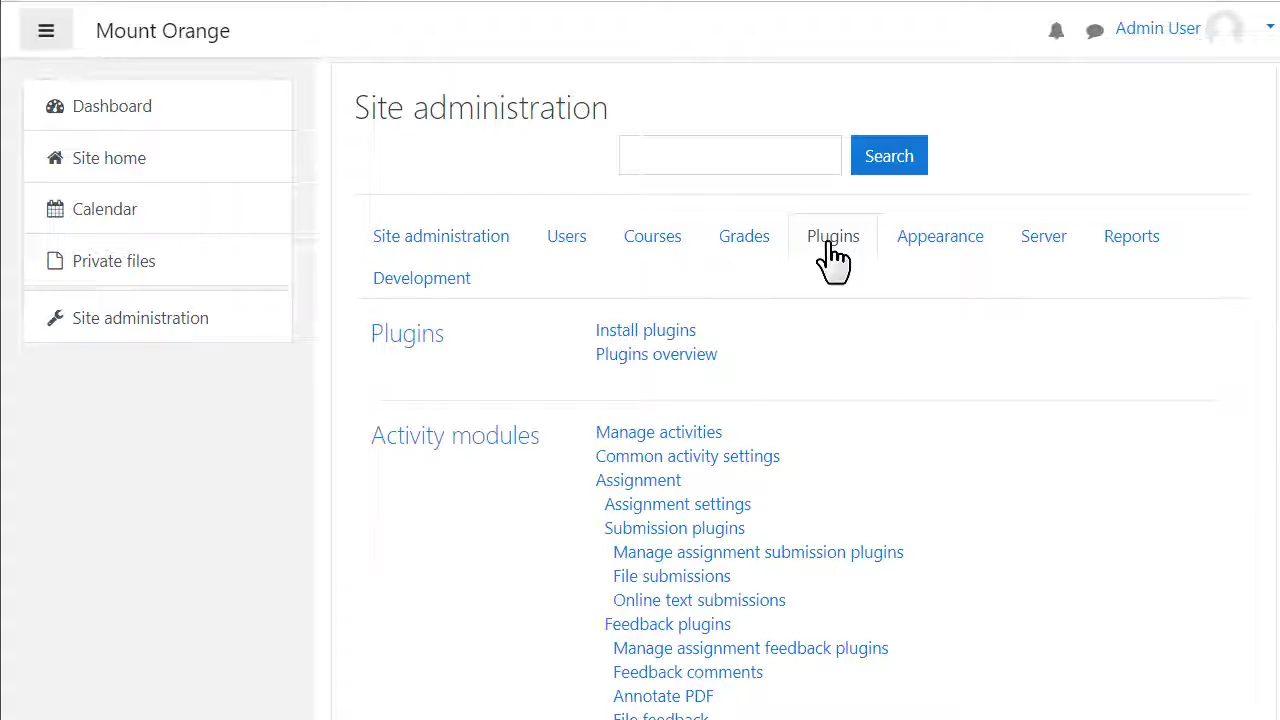 Mount Orange
Admin User
Dashboard
Site home
Calendar
Private files
Site administration
Site administration
Search
Site administration Users Courses Grades Plugins Appearance Server Reports
Development
Plugins
Install plugins
Plugins overview
Activity modules
Manage activities
Common activity settings
Assignment
Assignment settings
Submission plugins
Manage assignment submission plugins
File submissions
Online text submissions
Feedback plugins
Manage assignment feedback plugins
Feedback comments
Annotate PDF
File feedback